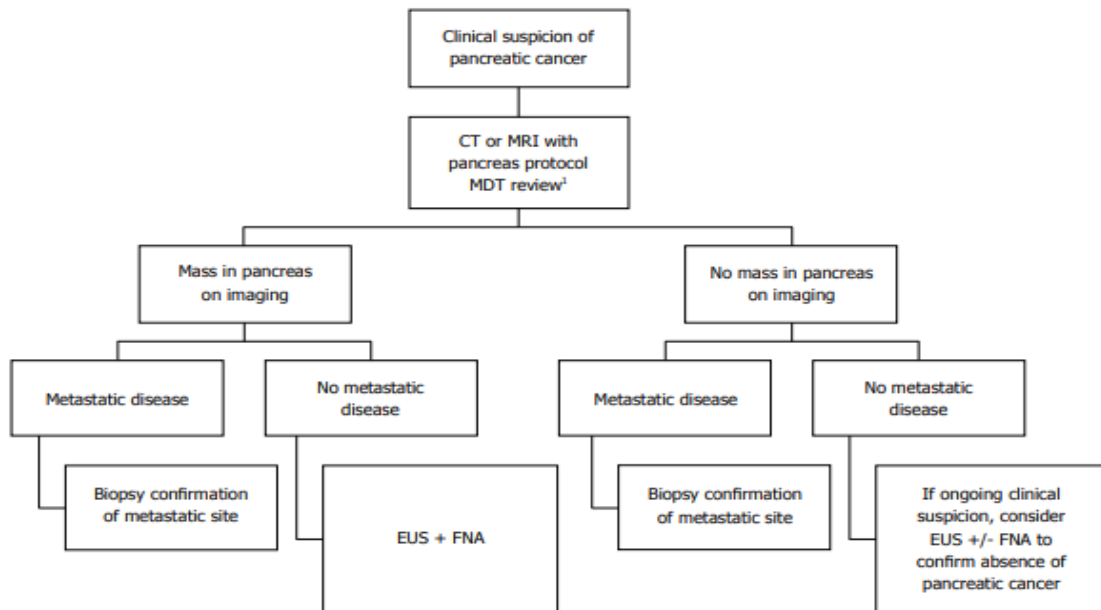 Clinical suspicion of
pancreatic cancer
CT or MRI with
pancreas protocol
MDT review¹
Mass in pancreas
on imaging
No mass in pancreas
on imaging
Metastatic disease
No metastatic
disease
Metastatic disease
No metastatic
disease
Biopsy confirmation
of metastatic site
EUS + FNA
Biopsy confirmation
of metastatic site
If ongoing clinical
suspicion, consider
EUS +/- FNA to
confirm absence of
pancreatic cancer